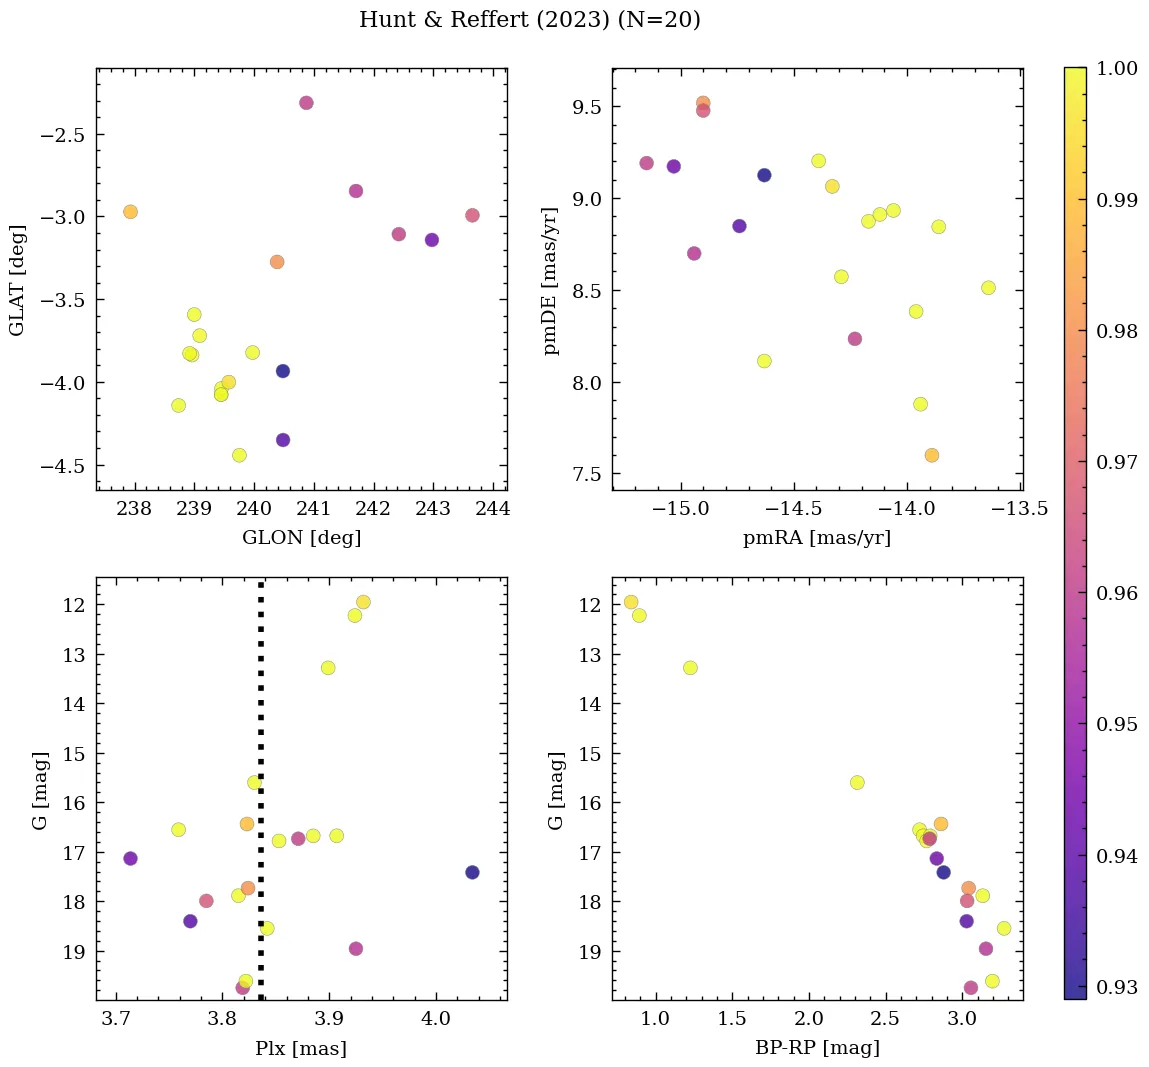 Hunt & Reffert (2023) (N=20)
−2.5
−3.0
−3.5
−4.0
−4.5
GLAT [deg]
238 239 240 241 242 243 244
GLON [deg]
9.5
9.0
8.5
8.0
7.5
pmDE [mas/yr]
−15.0 −14.5 −14.0 −13.5
pmRA [mas/yr]
12
13
14
15
16
17
18
19
G [mag]
3.7 3.8 3.9 4.0
Plx [mas]
12
13
14
15
16
17
18
19
G [mag]
1.0 1.5 2.0 2.5 3.0
BP-RP [mag]
1.00
0.99
0.98
0.97
0.96
0.95
0.94
0.93